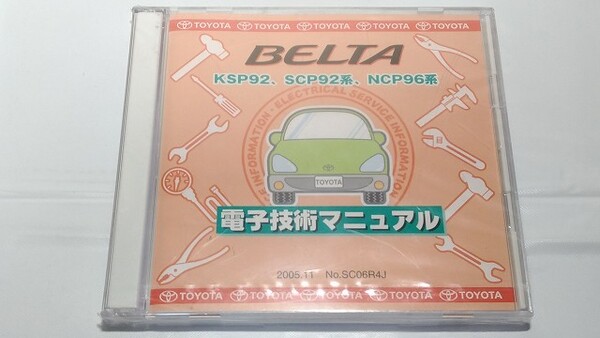 TOYOTA TOYOTA TOYOTA TOYOTA TOYOTA
BELTA
KSP92、SCP92系、NCP96系
INFORMATION・ELECTRICAL SERVICE INFORMATION
TOYOTA
電子技術マニュアル
2005.11 No.SC06R4J
TOYOTA TOYOTA TOYOTA TOYOTA TOYOTA